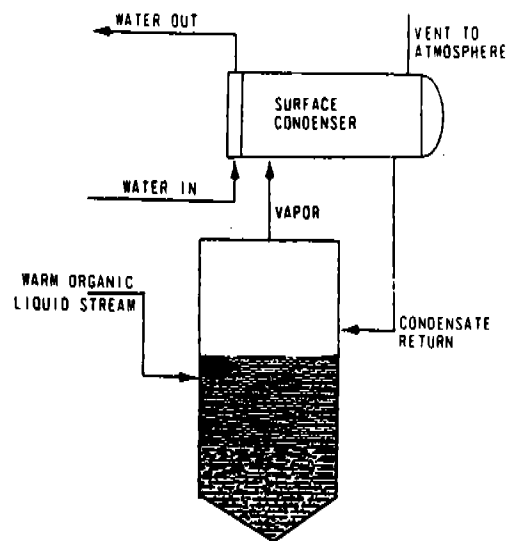 WATER OUT
VENT TO
ATMOSPHERE
SURFACE
CONDENSER
WATER IN
VAPOR
WARM ORGANIC
LIQUID STREAM
CONDENSATE
RETURN